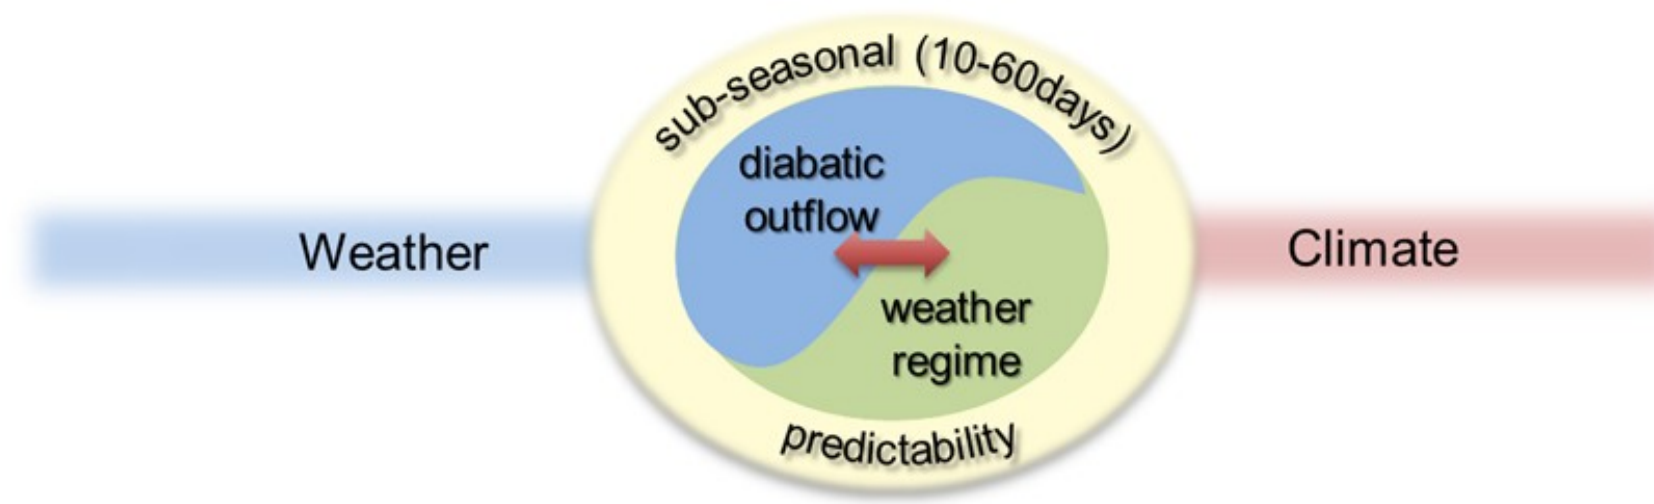 sub-seasonal (10-60days)
diabatic
outflow
Weather
Climate
weather
regime
predictability